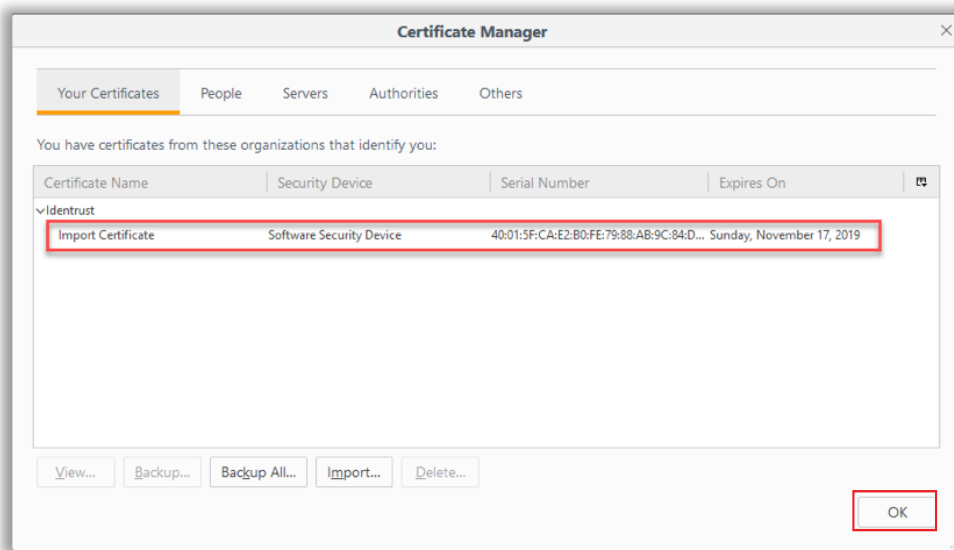 Certificate Manager
Your Certificates People Servers Authorities Others
You have certificates from these organizations that identify you:
Certificate Name Security Device Serial Number Expires On
Identrust
Import Certificate Software Security Device 40:01:5F:CA:E2:B0:FE:79:88:AB:9C:84:D... Sunday, November 17, 2019
View... Backup... Backup All... Import... Delete...
OK